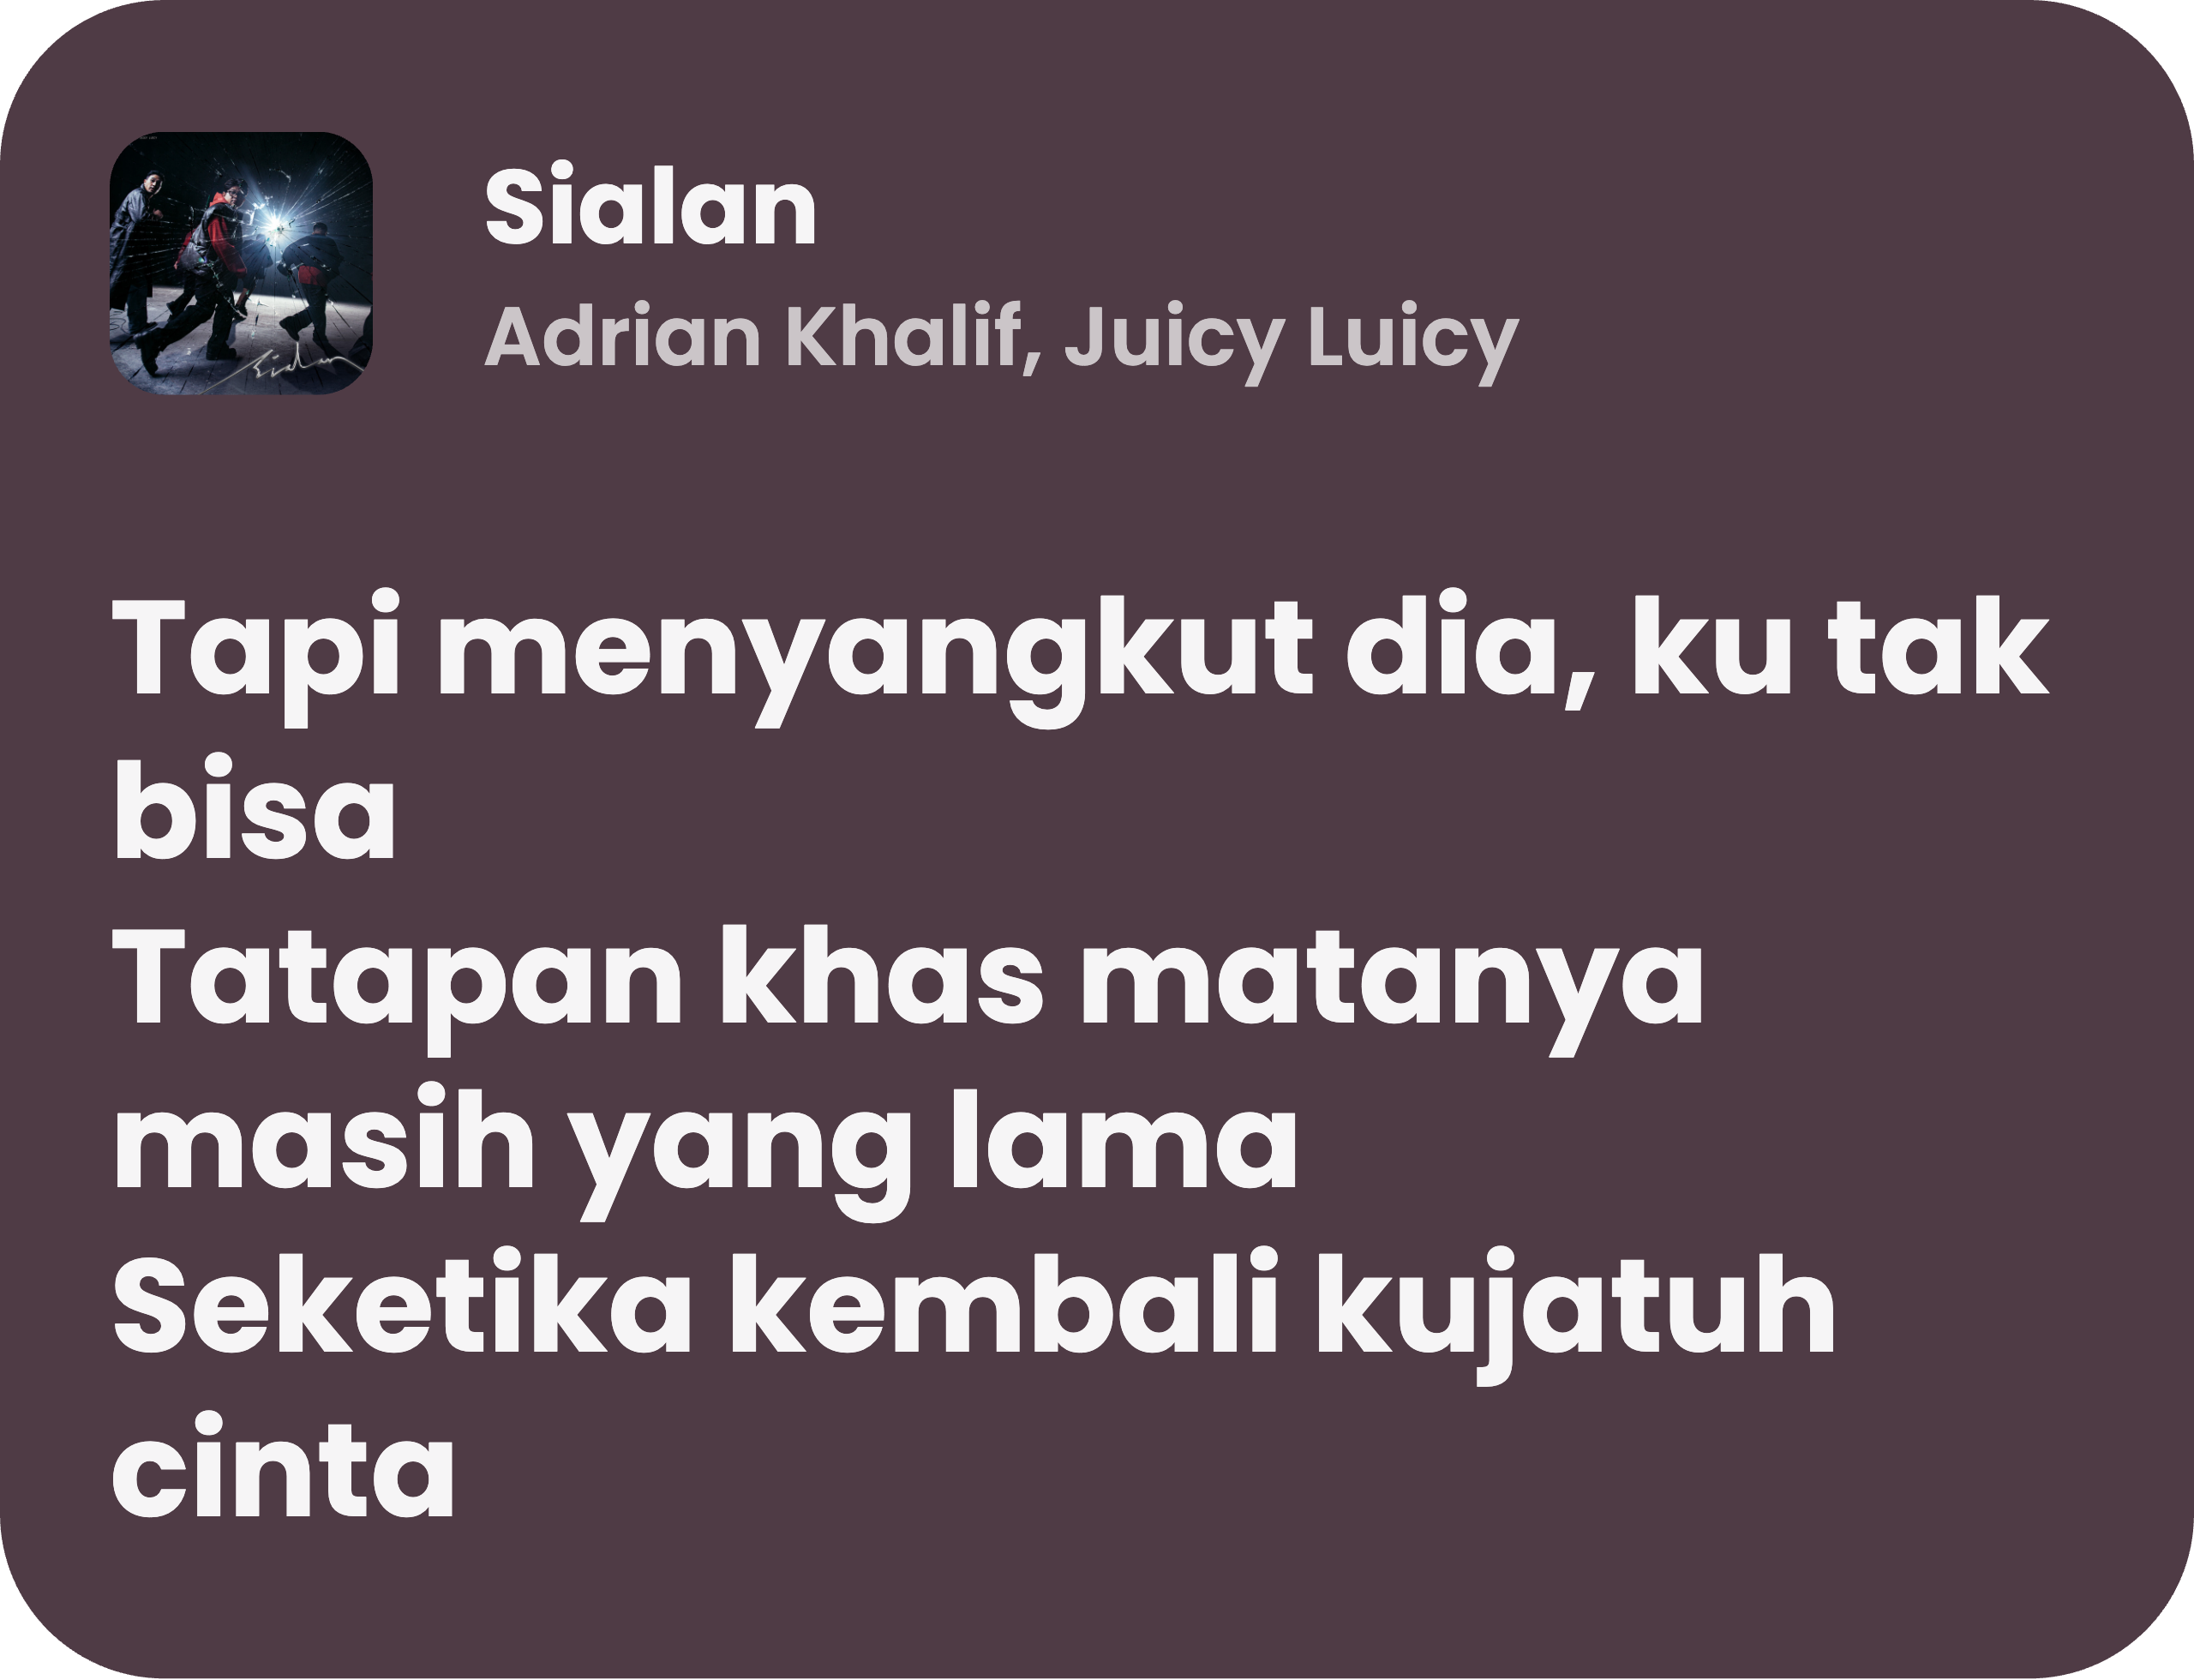 Sialan
Adrian Khalif, Juicy Luicy
Tapi menyangkut dia, ku tak
bisa
Tatapan khas matanya
masih yang lama
Seketika kembali kujatuh
cinta